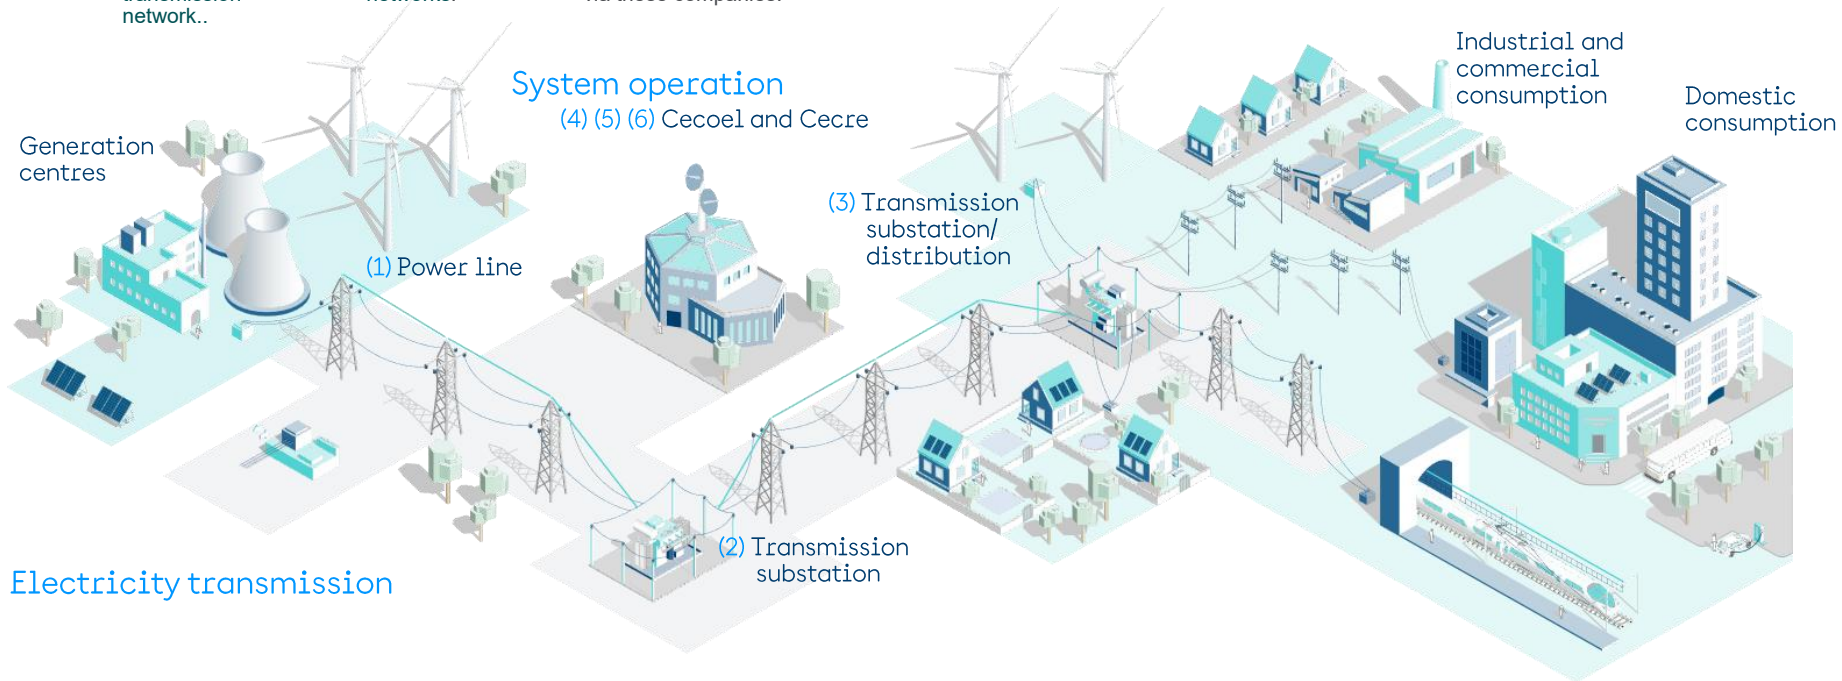 network..
System operation
(4) (5) (6) Cecoel and Cecre
Industrial and
commercial
consumption
Domestic
consumption
Generation
centres
(3) Transmission
substation/
distribution
(1) Power line
(2) Transmission
substation
Electricity transmission